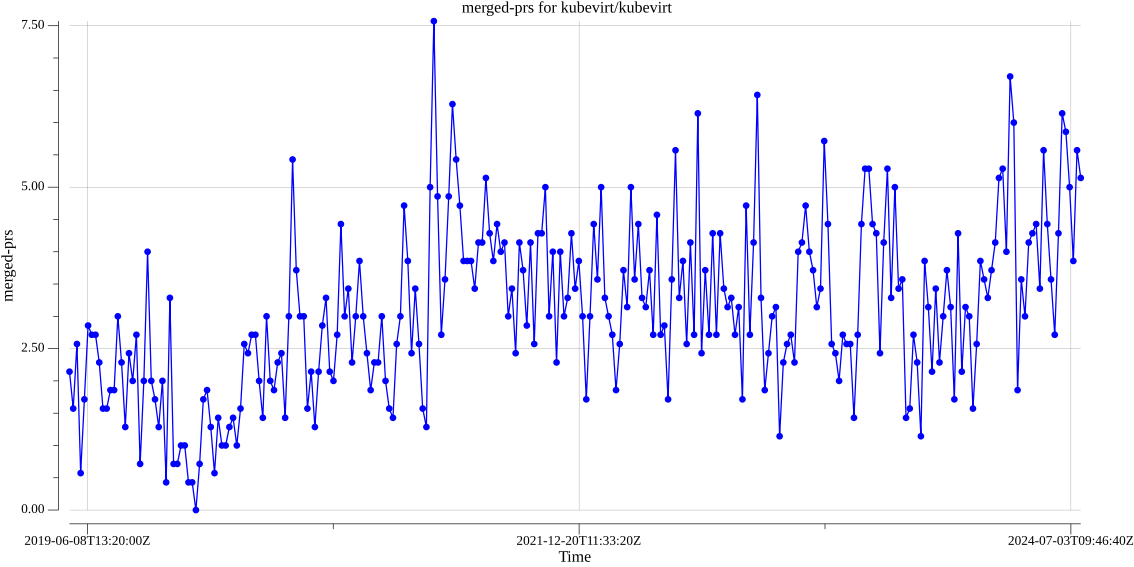 merged-prs for kubevirt/kubevirt
7.50
5.00
2.50
0.00
merged-prs
2019-06-08T13:20:00Z
2021-12-20T11:33:20Z
2024-07-03T09:46:40Z
Time